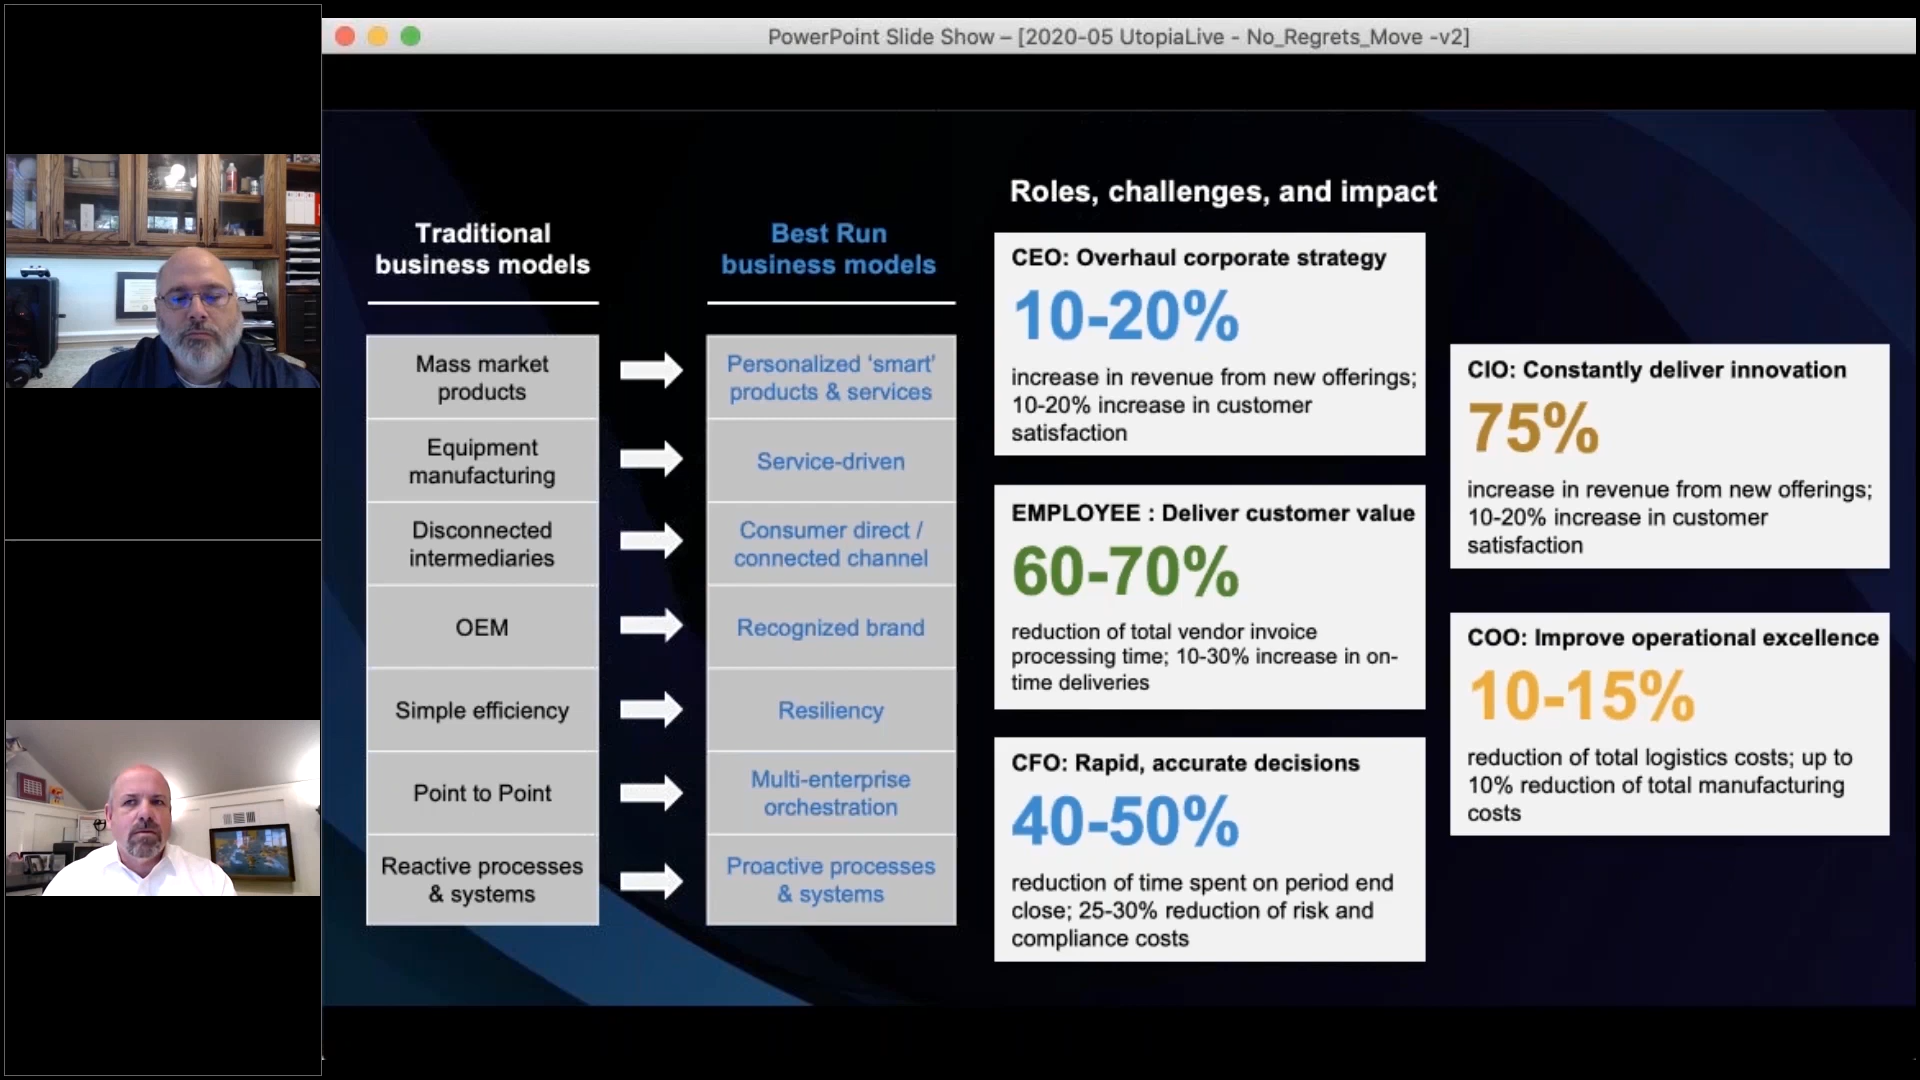 PowerPoint Slide Show – [2020-05 UtopiaLive - No_Regrets_Move -v2]
Traditional
business models
Best Run
business models
Mass market
products
Personalized ‘smart’
products & services
Equipment
manufacturing
Service-driven
Disconnected
intermediaries
Consumer direct /
connected channel
OEM
Recognized brand
Simple efficiency
Resiliency
Point to Point
Multi-enterprise
orchestration
Reactive processes
& systems
Proactive processes
& systems
Roles, challenges, and impact
CEO: Overhaul corporate strategy
10-20%
increase in revenue from new offerings;
10-20% increase in customer
satisfaction
EMPLOYEE : Deliver customer value
60-70%
reduction of total vendor invoice
processing time; 10-30% increase in on-
time deliveries
CFO: Rapid, accurate decisions
40-50%
reduction of time spent on period end
close; 25-30% reduction of risk and
compliance costs
CIO: Constantly deliver innovation
75%
increase in revenue from new offerings;
10-20% increase in customer
satisfaction
COO: Improve operational excellence
10-15%
reduction of total logistics costs; up to
10% reduction of total manufacturing
costs